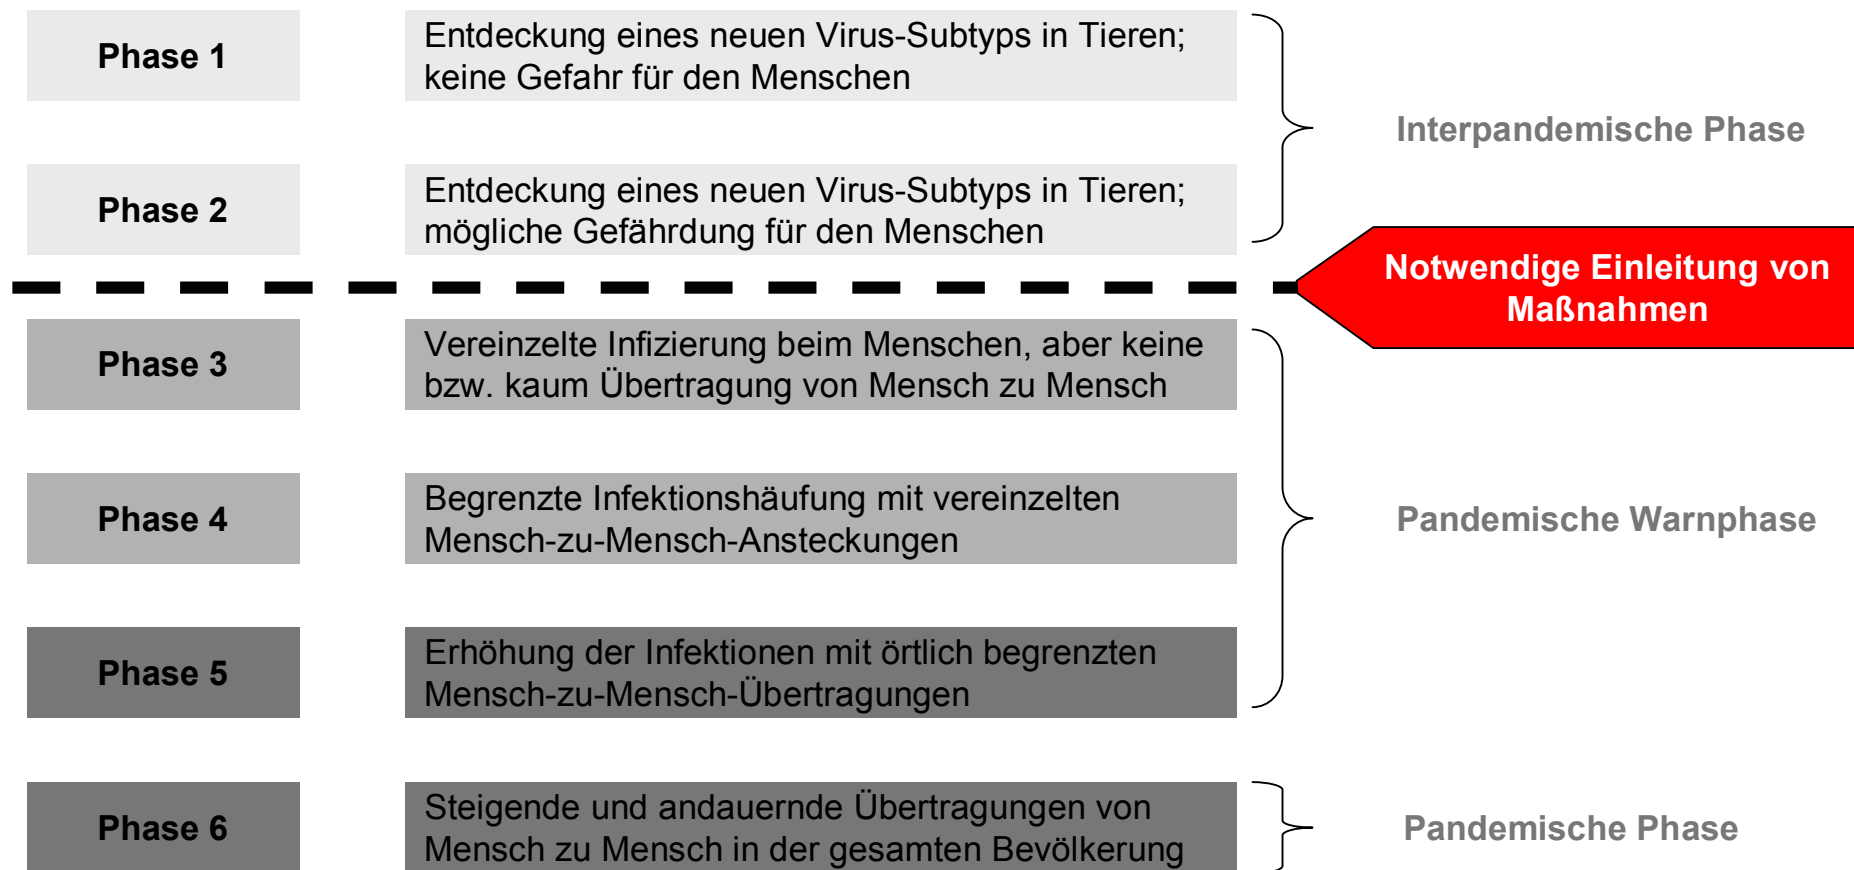 Phase 1
Entdeckung eines neuen Virus-Subtyps in Tieren;
keine Gefahr für den Menschen
Interpandemische Phase
Phase 2
Entdeckung eines neuen Virus-Subtyps in Tieren;
mögliche Gefährdung für den Menschen
Notwendige Einleitung von
Maßnahmen
Phase 3
Vereinzelte Infizierung beim Menschen, aber keine
bzw. kaum Übertragung von Mensch zu Mensch
Phase 4
Begrenzte Infektionshäufung mit vereinzelten
Mensch-zu-Mensch-Ansteckungen
Pandemische Warnphase
Phase 5
Erhöhung der Infektionen mit örtlich begrenzten
Mensch-zu-Mensch-Übertragungen
Phase 6
Steigende und andauernde Übertragungen von
Mensch zu Mensch in der gesamten Bevölkerung
Pandemische Phase